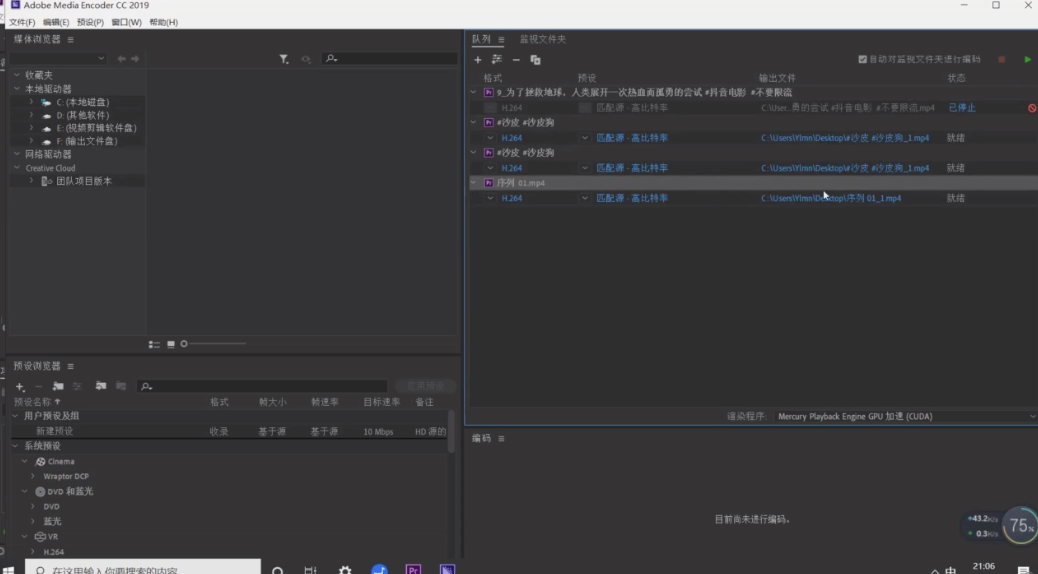 Adobe Media Encoder CC 2019
文件(F) 编辑(E) 预设(P) 窗口(W) 帮助(H)
媒体浏览器
收藏夹
本地驱动器
C: (本地磁盘)
D: (其他软件)
E: (视频剪辑软件盘)
F: (输出文件盘)
网络驱动器
Creative Cloud
团队项目版本
队列 监视文件夹
自动对监视文件夹进行编码
格式 预设 输出文件 状态
9_为了拯救地球，人类展开一次热血而孤勇的尝试 #抖音电影 #不要限流
H.264 匹配源 - 高比特率 C:\User...勇的尝试 #抖音电影 #不要限流.mp4 已停止
#沙皮 #沙皮狗
H.264 匹配源 - 高比特率 C:\Users\Ylmn\Desktop\#沙皮 #沙皮狗_1.mp4 就绪
#沙皮 #沙皮狗
H.264 匹配源 - 高比特率 C:\Users\Ylmn\Desktop\#沙皮 #沙皮狗_1.mp4 就绪
序列 01.mp4
H.264 匹配源 - 高比特率 C:\Users\Ylmn\Desktop\序列 01_1.mp4 就绪
渲染程序: Mercury Playback Engine GPU 加速 (CUDA)
预设浏览器
应用预设
预设名称 格式 帧大小 帧速率 目标速率 备注
用户预设及组
新建预设 收录 基于源 基于源 10 Mbps HD 源的
系统预设
Cinema
Wraptor DCP
DVD 和蓝光
DVD
蓝光
VR
H.264
编码
目前尚未进行编码。
+43.2K/s
+0.3K/s
75%
在这里输入你要搜索的内容
中
21:06